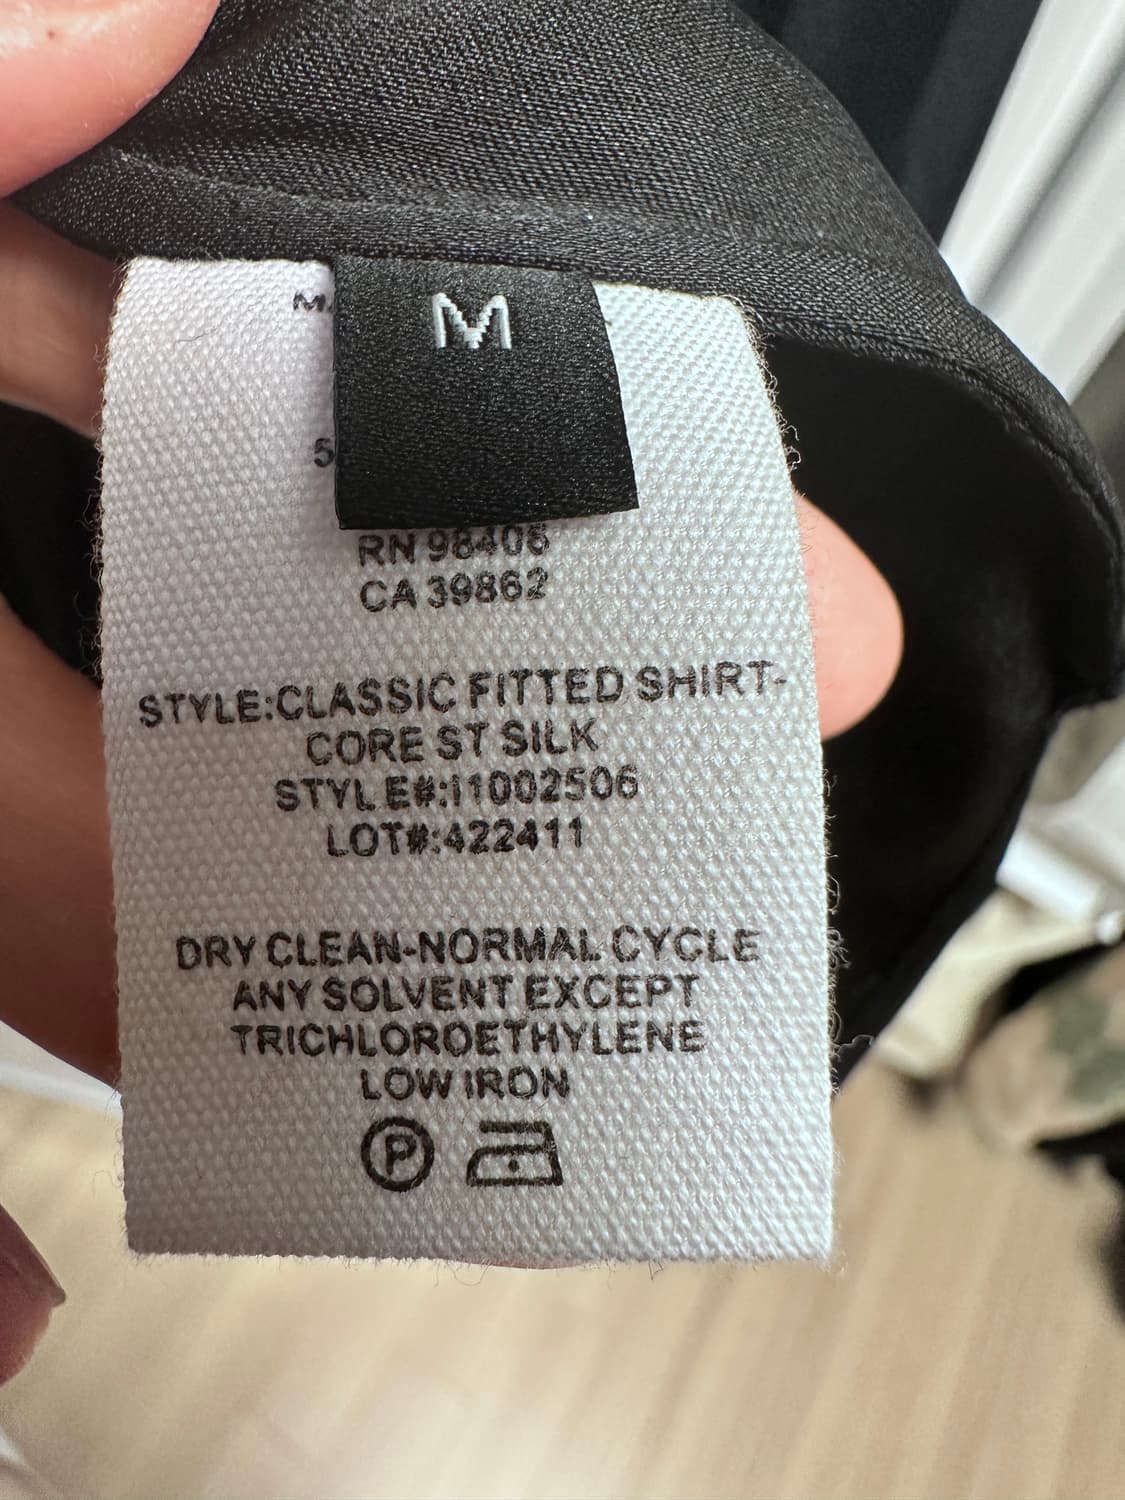 M
RN 98406
CA 39862
STYLE:CLASSIC FITTED SHIRT-
CORE ST SILK
STYLE#:I1002506
LOT#:422411
DRY CLEAN-NORMAL CYCLE
ANY SOLVENT EXCEPT
TRICHLOROETHYLENE
LOW IRON
P